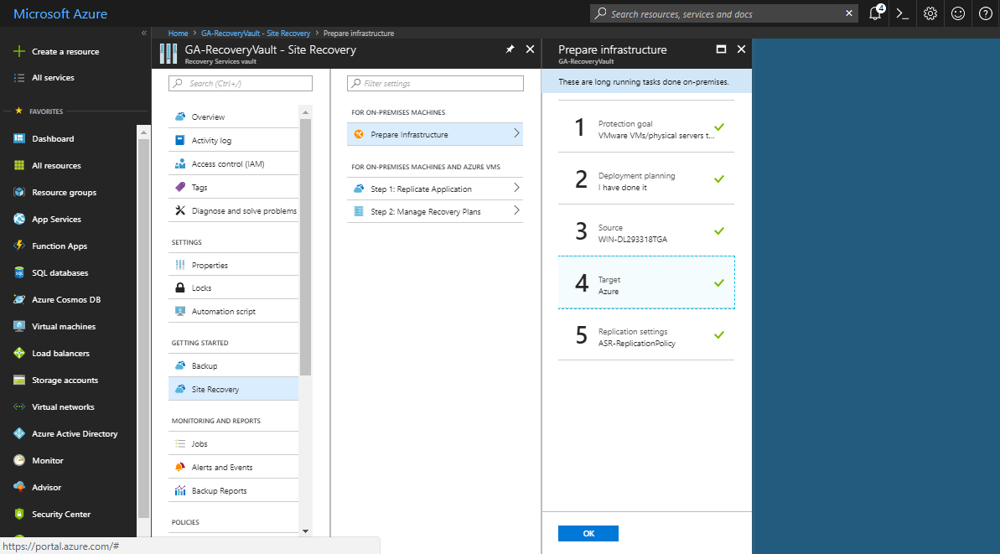 Microsoft Azure
Search resources, services and docs
4
Home > GA-RecoveryVault - Site Recovery > Prepare infrastructure
Create a resource
All services
FAVORITES
Dashboard
All resources
Resource groups
App Services
Function Apps
SQL databases
Azure Cosmos DB
Virtual machines
Load balancers
Storage accounts
Virtual networks
Azure Active Directory
Monitor
Advisor
Security Center
https://portal.azure.com/#
GA-RecoveryVault - Site Recovery
Recovery Services vault
Search (Ctrl+/)
Overview
Activity log
Access control (IAM)
Tags
Diagnose and solve problems
SETTINGS
Properties
Locks
Automation script
GETTING STARTED
Backup
Site Recovery
MONITORING AND REPORTS
Jobs
Alerts and Events
Backup Reports
POLICIES
Filter settings
FOR ON-PREMISES MACHINES
Prepare Infrastructure
FOR ON-PREMISES MACHINES AND AZURE VMS
Step 1: Replicate Application
Step 2: Manage Recovery Plans
Prepare infrastructure
GA-RecoveryVault
These are long running tasks done on-premises.
1
Protection goal
VMware VMs/physical servers t...
2
Deployment planning
I have done it
3
Source
WIN-DL293318TGA
4
Target
Azure
5
Replication settings
ASR-ReplicationPolicy
OK